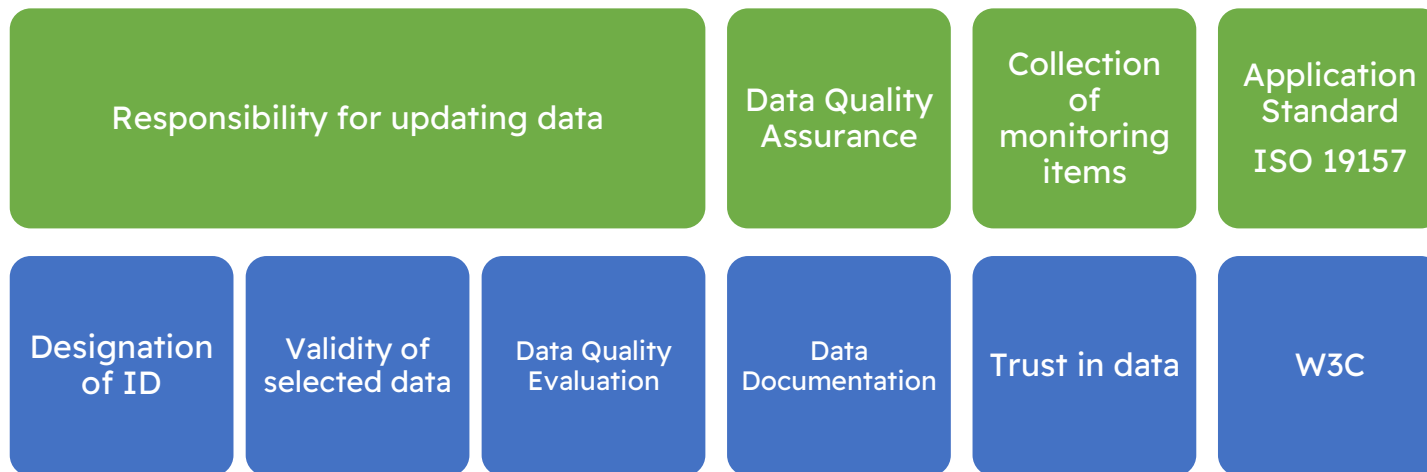 Responsibility for updating data
Data Quality
Assurance
Collection
of
monitoring
items
Application
Standard
ISO 19157
Designation
of ID
Validity of
selected data
Data Quality
Evaluation
Data
Documentation
Trust in data
W3C